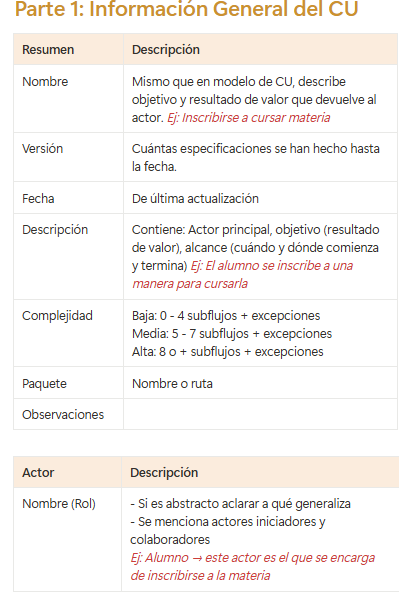 Parte 1: Información General del CU
Resumen Descripción
Nombre Mismo que en modelo de CU, describe
objetivo y resultado de valor que devuelve al
actor. Ej: Inscribirse a cursar materia
Versión Cuántas especificaciones se han hecho hasta
la fecha.
Fecha De última actualización
Descripción Contiene: Actor principal, objetivo (resultado
de valor), alcance (cuándo y dónde comienza
y termina) Ej: El alumno se inscribe a una
manera para cursarla
Complejidad Baja: 0 - 4 subflujos + excepciones
Media: 5 - 7 subflujos + excepciones
Alta: 8 o + subflujos + excepciones
Paquete Nombre o ruta
Observaciones
Actor Descripción
Nombre (Rol) - Si es abstracto aclarar a qué generaliza
- Se menciona actores iniciadores y
colaboradores
Ej: Alumno → este actor es el que se encarga
de inscribirse a la materia